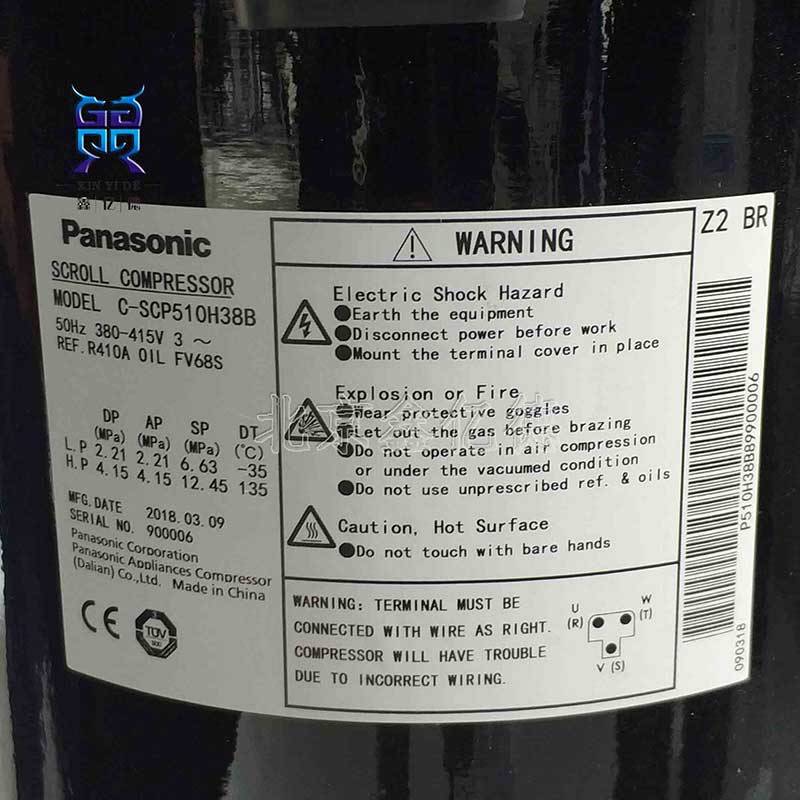 XIN YI DE
Panasonic
SCROLL COMPRESSOR
MODEL C-SCP510H38B
50Hz 380-415V 3 ~
REF. R410A OIL FV68S
DP AP SP DT
(MPa) (MPa) (MPa) (°C)
L.P 2.21 2.21 6.63 -35
H.P 4.15 4.15 12.45 135
MFG. DATE 2018.03.09
SERIAL NO. 900006
Panasonic Corporation
Panasonic Appliances Compressor
(Dalian) Co., Ltd. Made in China
CE
TÜV
WARNING
Electric Shock Hazard
●Earth the equipment
●Disconnect power before work
●Mount the terminal cover in place
Explosion or Fire
●Wear protective goggles
●Let out the gas before brazing
●Do not operate in air compression
or under the vacuumed condition
●Do not use unprescribed ref. & oils
Caution, Hot Surface
●Do not touch with bare hands
WARNING: TERMINAL MUST BE
CONNECTED WITH WIRE AS RIGHT.
COMPRESSOR WILL HAVE TROUBLE
DUE TO INCORRECT WIRING.
U W
(R) (T)
V (S)
Z2 BR
P510H38B89900006
090318